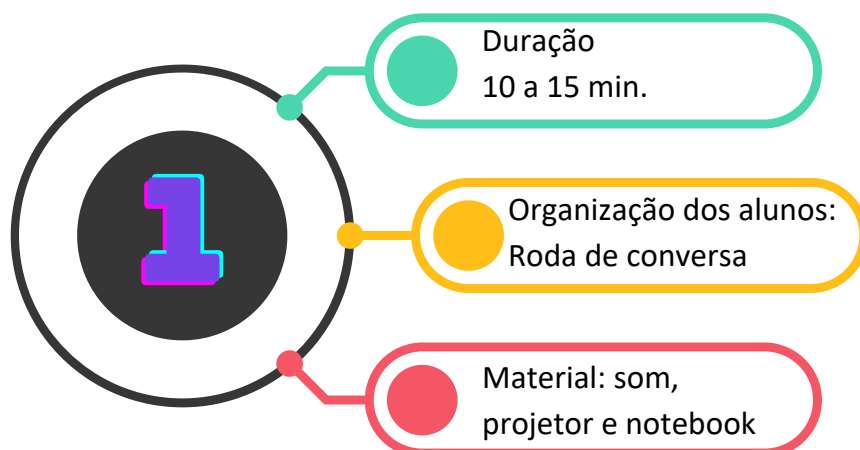 1
Duração
10 a 15 min.
Organização dos alunos:
Roda de conversa
Material: som,
projetor e notebook